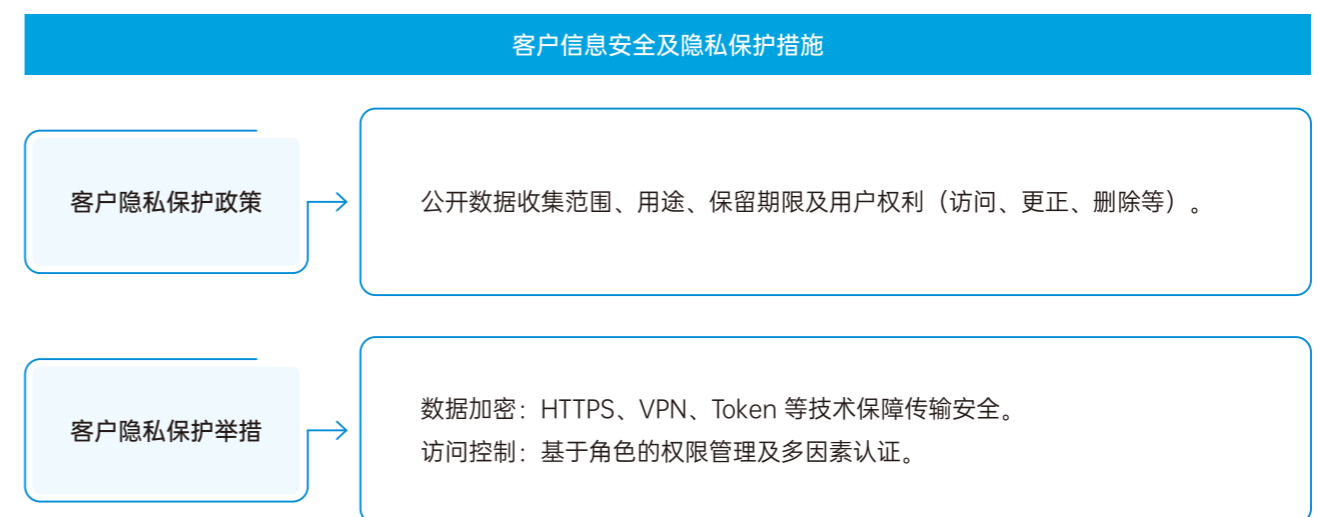 客户信息安全及隐私保护措施
客户隐私保护政策
公开数据收集范围、用途、保留期限及用户权利（访问、更正、删除等）。
客户隐私保护举措
数据加密：HTTPS、VPN、Token 等技术保障传输安全。
访问控制：基于角色的权限管理及多因素认证。